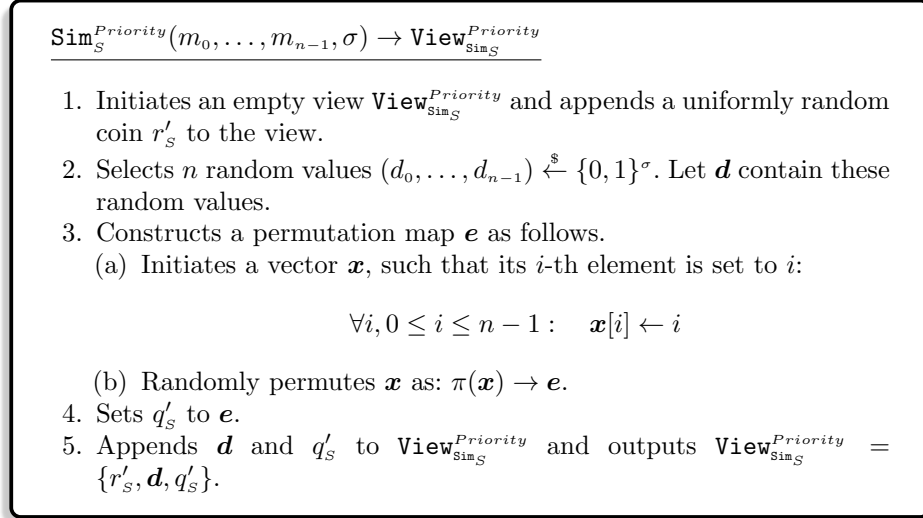 Sim_S^{Priority}(m_0, …, m_{n−1}, σ) → View_{Sim_S}^{Priority}
1. Initiates an empty view View_{Sim_S}^{Priority} and appends a uniformly random
coin r′_S to the view.
2. Selects n random values (d_0, …, d_{n−1}) ←^$ {0, 1}^σ. Let d contain these
random values.
3. Constructs a permutation map e as follows.
(a) Initiates a vector x, such that its i-th element is set to i:
∀i, 0 ≤ i ≤ n − 1 : x[i] ← i
(b) Randomly permutes x as: π(x) → e.
4. Sets q′_S to e.
5. Appends d and q′_S to View_{Sim_S}^{Priority} and outputs View_{Sim_S}^{Priority} =
{r′_S, d, q′_S}.